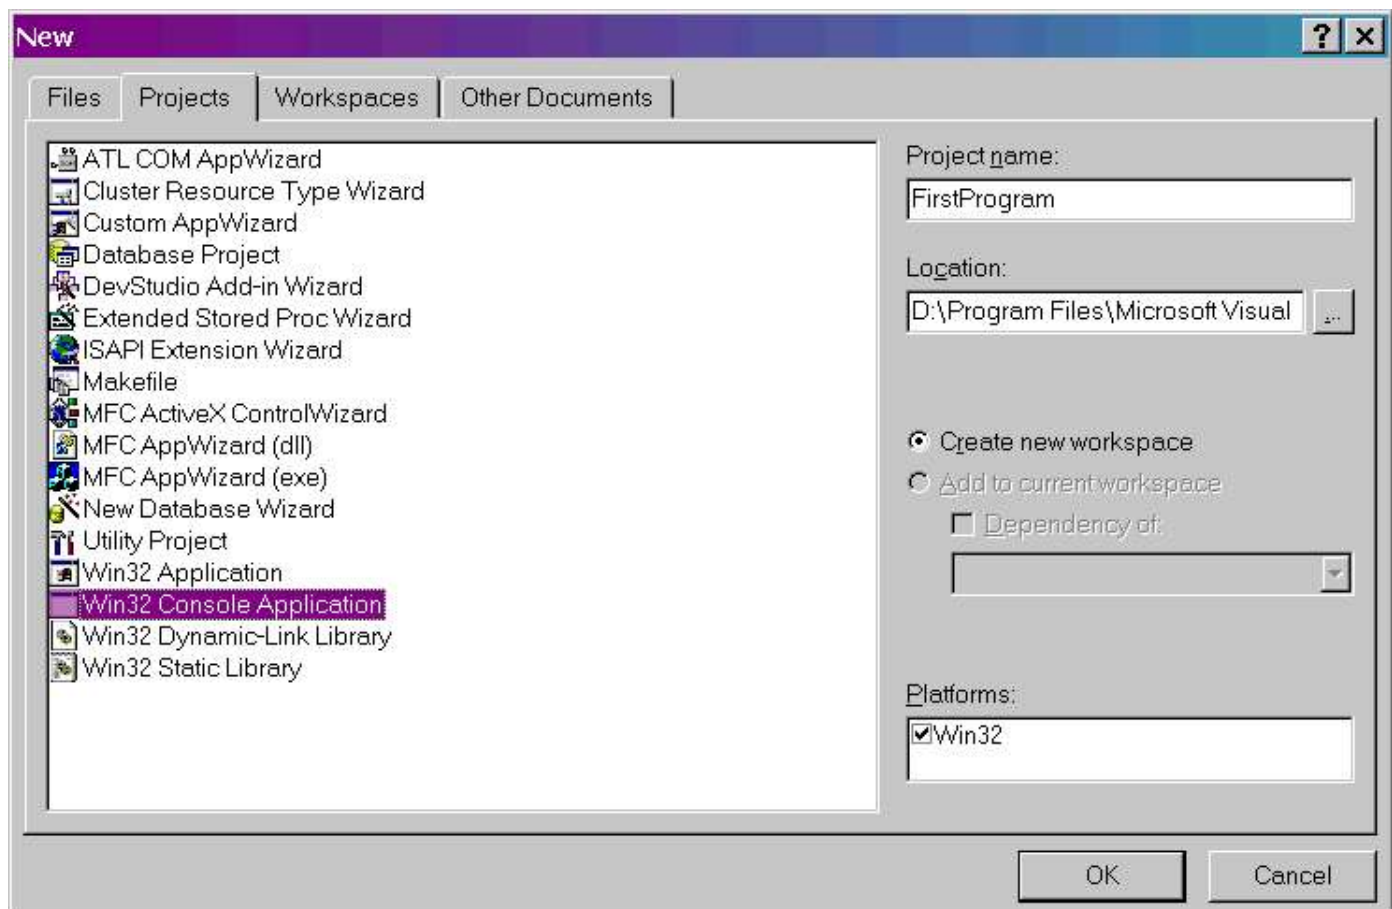 New
Files Projects Workspaces Other Documents
ATL COM AppWizard
Cluster Resource Type Wizard
Custom AppWizard
Database Project
DevStudio Add-in Wizard
Extended Stored Proc Wizard
ISAPI Extension Wizard
Makefile
MFC ActiveX ControlWizard
MFC AppWizard (dll)
MFC AppWizard (exe)
New Database Wizard
Utility Project
Win32 Application
Win32 Console Application
Win32 Dynamic-Link Library
Win32 Static Library
Project name:
FirstProgram
Location:
D:\Program Files\Microsoft Visual
...
Create new workspace
Add to current workspace
Dependency of:
Platforms:
Win32
OK Cancel